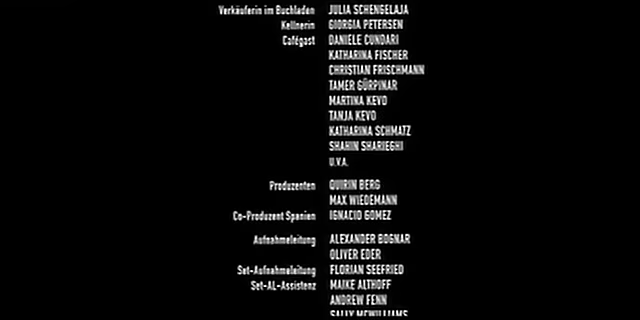 Verkäuferin im Buchladen JULIA SCHENGELAJA
Kellnerin GIORGIA PETERSEN
Cafégast DANIELE CUNDARI
KATHARINA FISCHER
CHRISTIAN FRISCHMANN
TAMER GÜRPINAR
MARTINA KEVO
TANJA KEVO
KATHARINA SCHMATZ
SHAHIN SHARIEGHI
U.V.A.
Produzenten QUIRIN BERG
MAX WIEDEMANN
Co-Produzent Spanien IGNACIO GOMEZ
Aufnahmeleitung ALEXANDER BOGNAR
OLIVER EDER
Set-Aufnahmeleitung FLORIAN SEEFRIED
Set-AL-Assistenz MAIKE ALTHOFF
ANDREW FENN
SALLY MCWILLIAMS